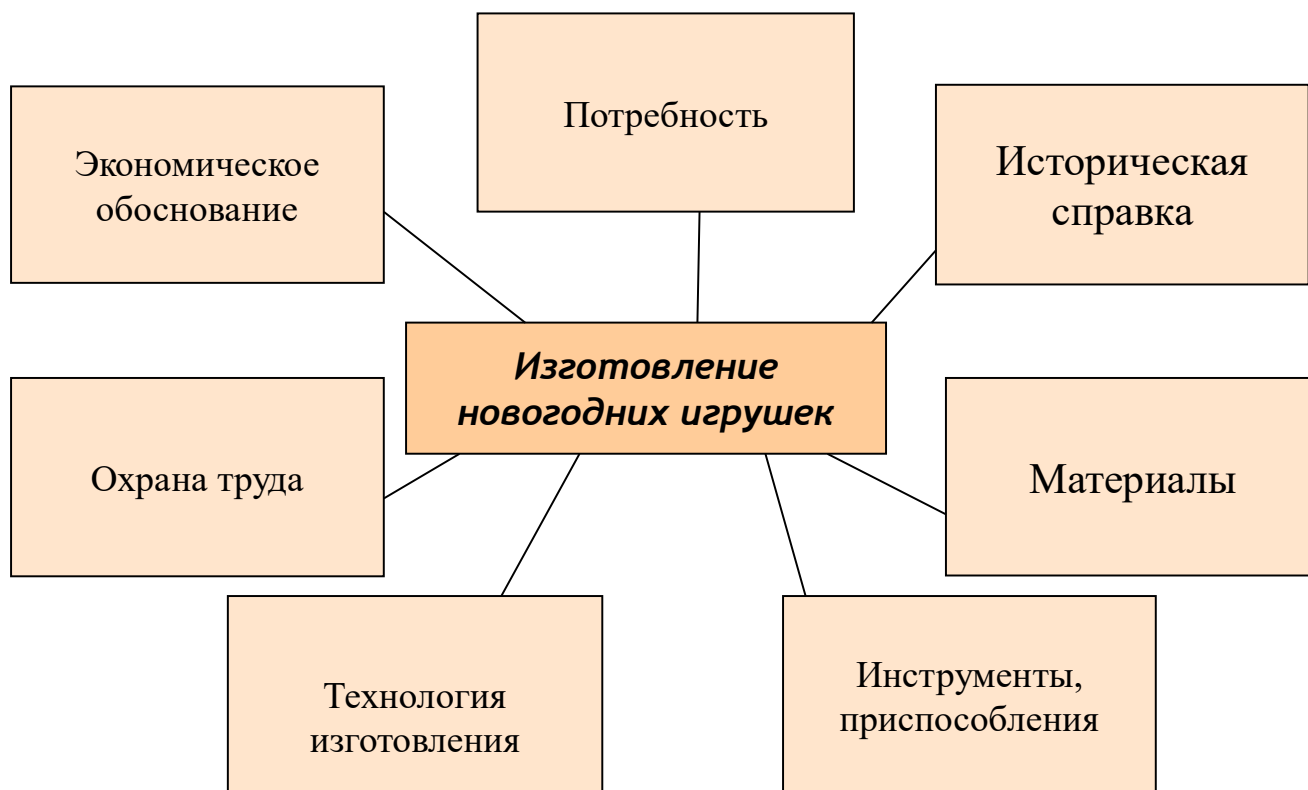 Потребность
Экономическое
обоснование
Историческая
справка
Изготовление
новогодних игрушек
Охрана труда
Материалы
Технология
изготовления
Инструменты,
приспособления